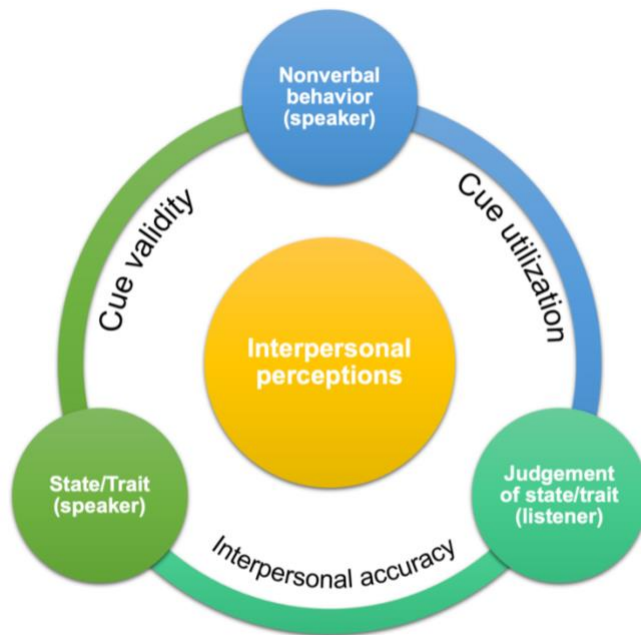 Nonverbal
behavior
(speaker)
Cue validity
Cue utilization
Interpersonal
perceptions
State/Trait
(speaker)
Judgement
of state/trait
(listener)
Interpersonal accuracy